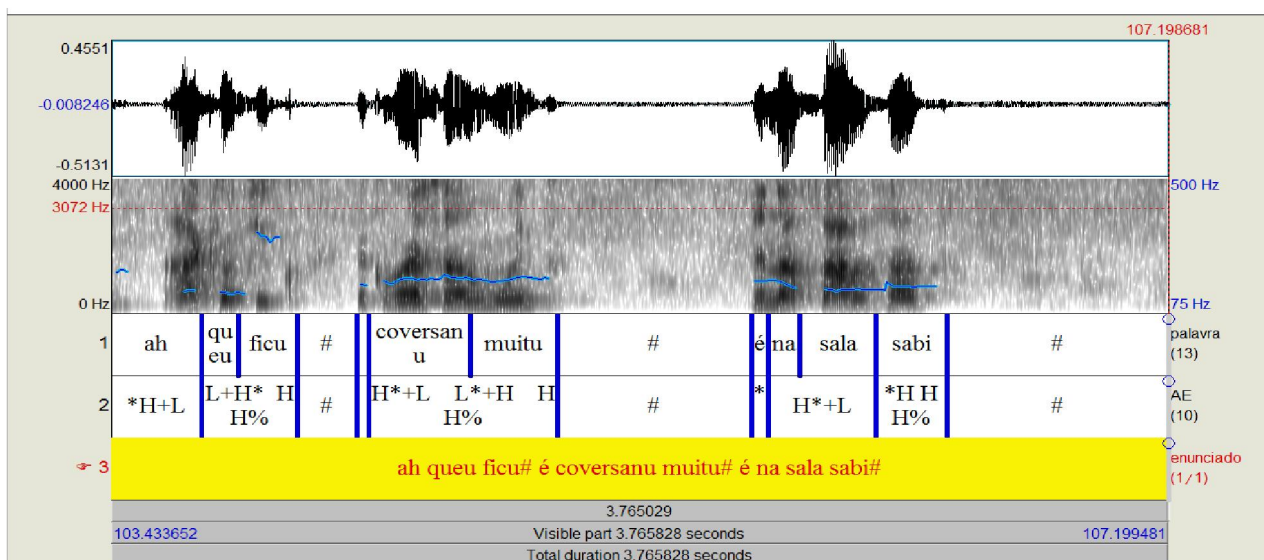 107.198681
0.4551
-0.008246
-0.5131
4000 Hz
3072 Hz
0 Hz
500 Hz
75 Hz
1 ah qu eu ficu # coversan u muitu # é na sala sabi # palavra (13)
2 *H+L L+H* H H% # H*+L L*+H H H% # * H*+L *H H H% # AE (10)
☞ 3 ah queu ficu# é coversanu muitu# é na sala sabi# enunciado (1/1)
3.765029
103.433652 Visible part 3.765828 seconds 107.199481
Total duration 3.765828 seconds